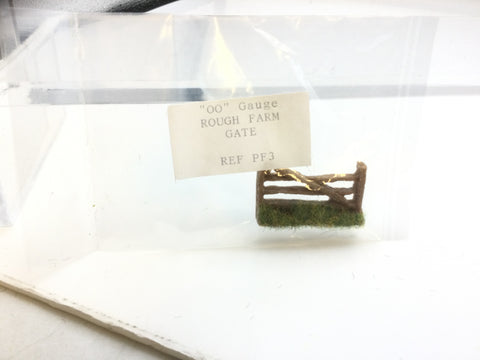 "OO" Gauge
ROUGH FARM
GATE
REF PF3